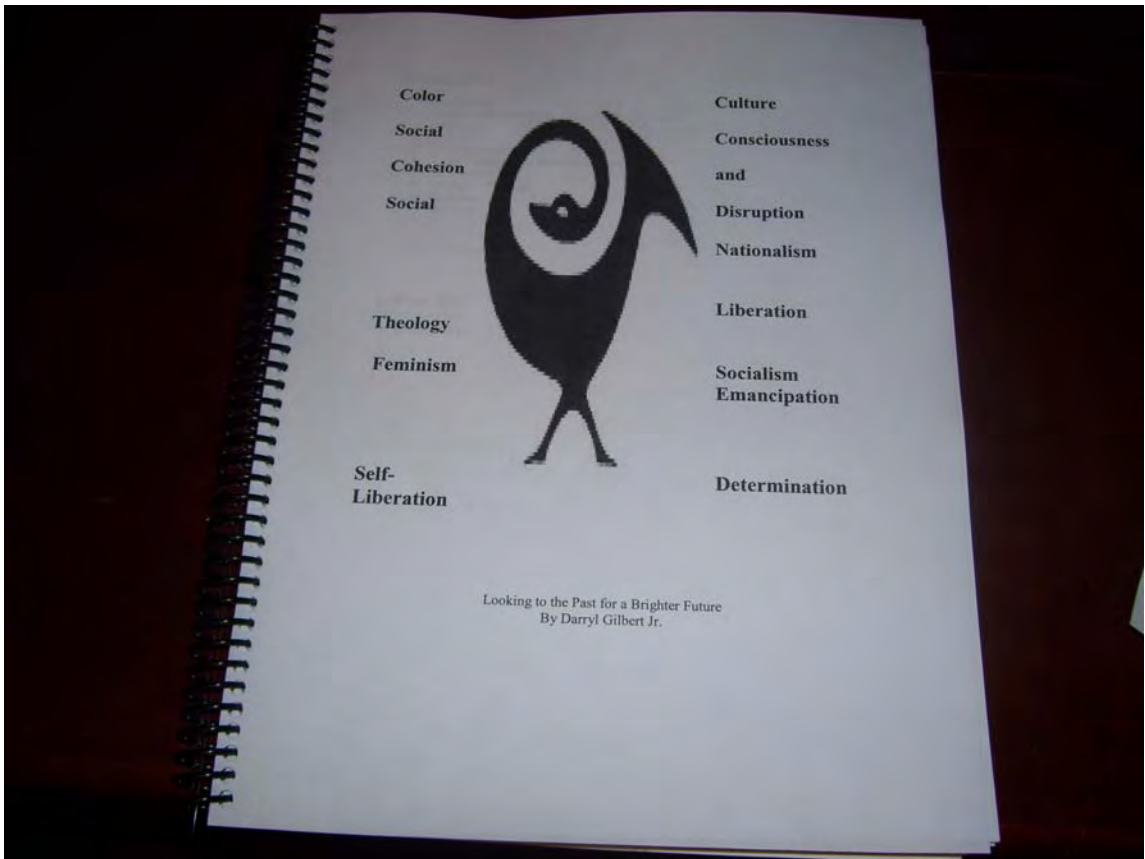 Color
Social
Cohesion
Social
Theology
Feminism
Self-
Liberation
Culture
Consciousness
and
Disruption
Nationalism
Liberation
Socialism
Emancipation
Determination
Looking to the Past for a Brighter Future
By Darryl Gilbert Jr.